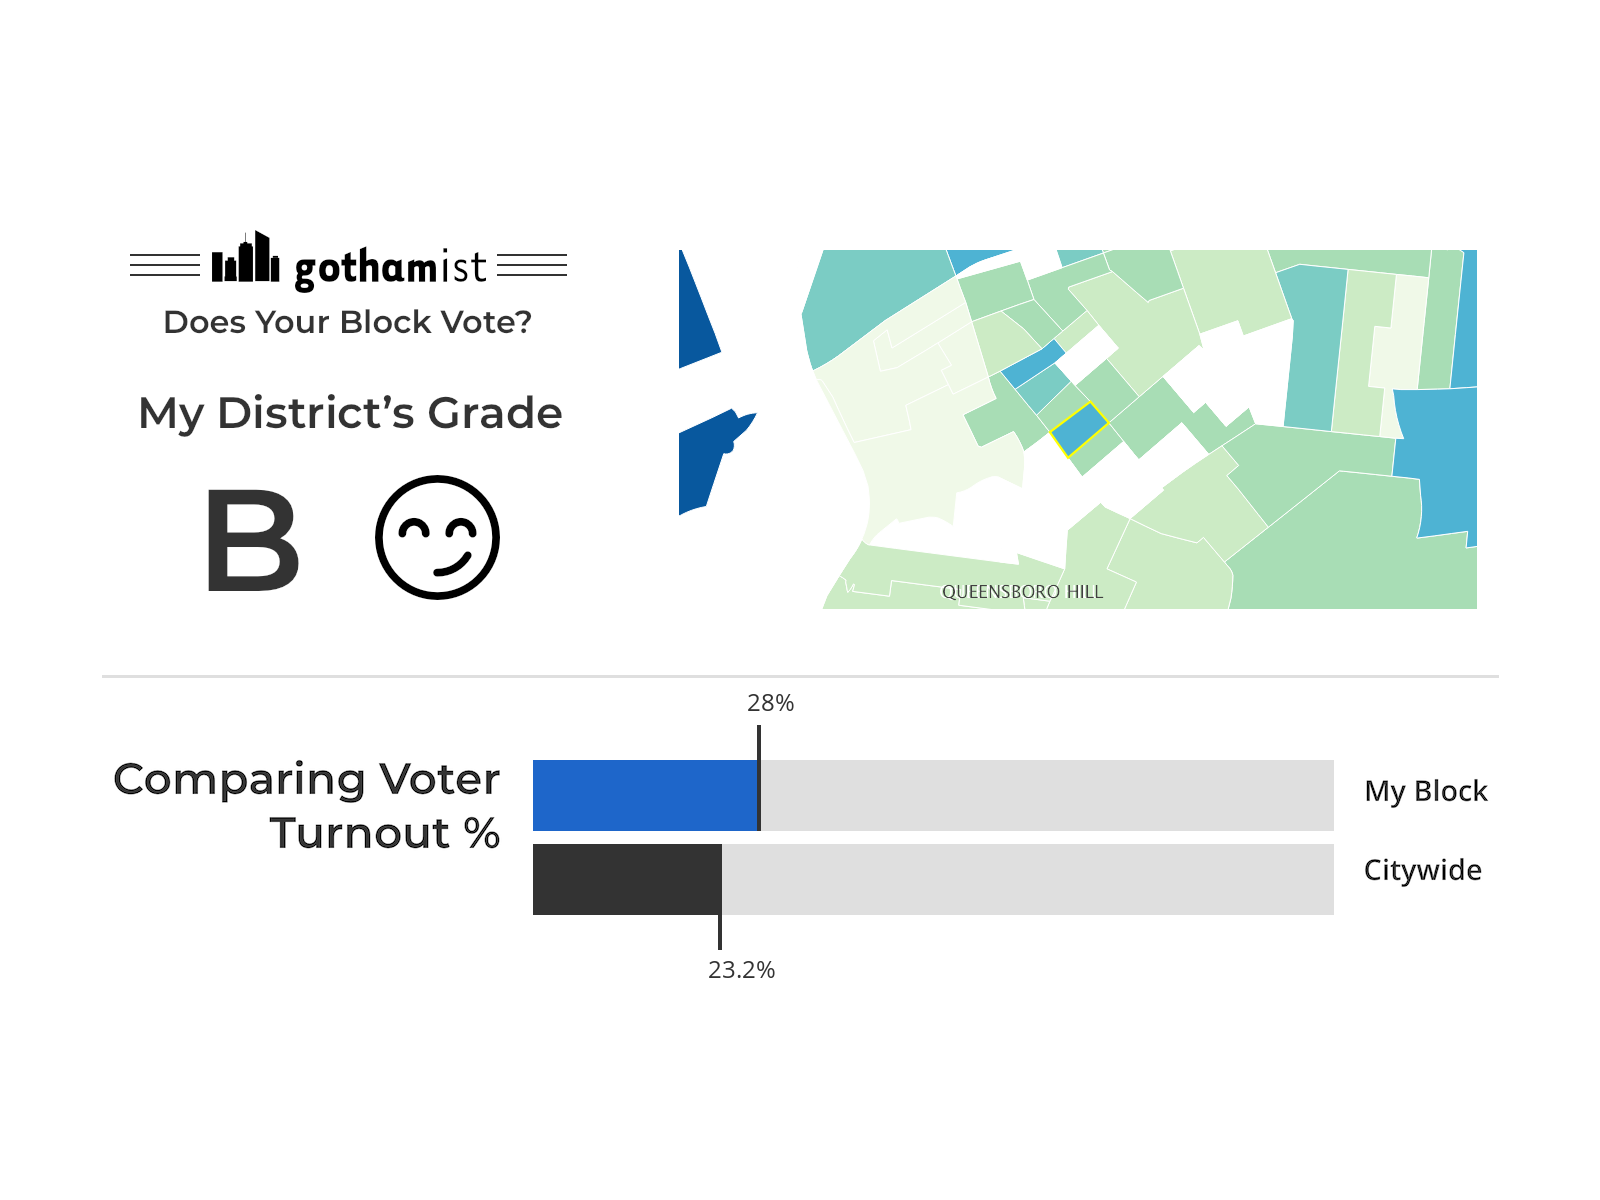 gothamist
Does Your Block Vote?
My District’s Grade
B
QUEENSBORO HILL
28%
Comparing Voter
Turnout %
My Block
Citywide
23.2%